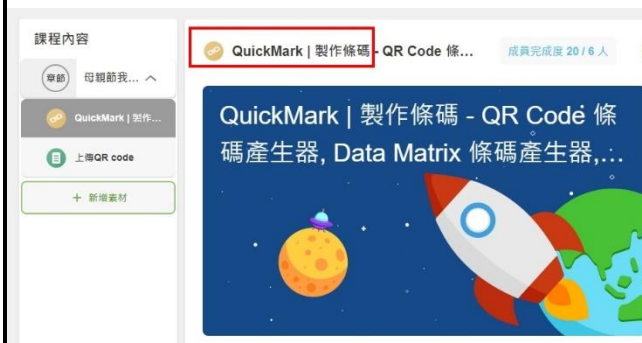 課程內容
章節 母親節我...
QuickMark | 製作...
上傳QR code
+ 新增素材
QuickMark | 製作條碼 - QR Code 條...
成員完成度 20 / 6 人
QuickMark | 製作條碼 - QR Code 條
碼產生器, Data Matrix 條碼產生器,...